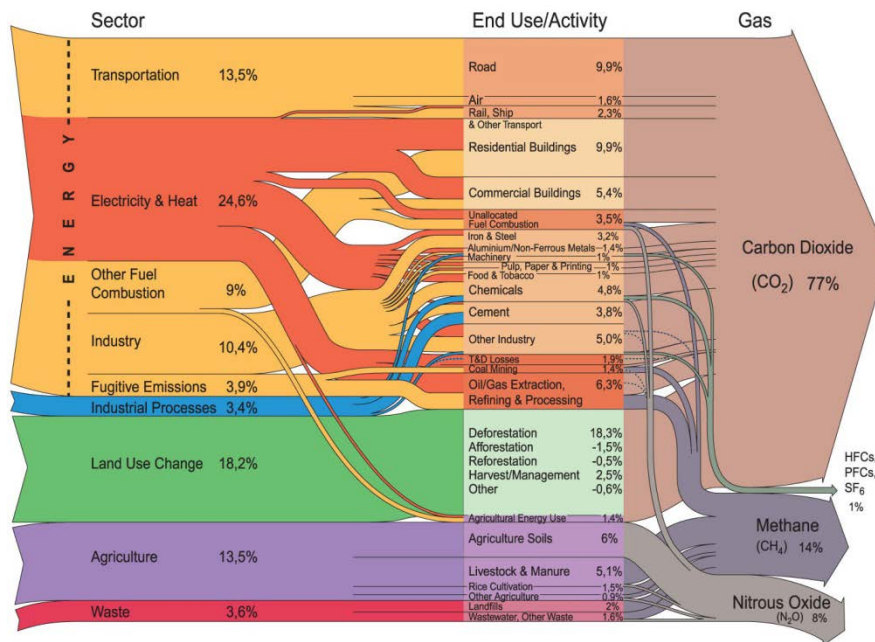 Sector
End Use/Activity
Gas
ENERGY
Transportation 13,5%
Electricity & Heat 24,6%
Other Fuel
Combustion 9%
Industry 10,4%
Fugitive Emissions 3,9%
Industrial Processes 3,4%
Land Use Change 18,2%
Agriculture 13,5%
Waste 3,6%
Road 9,9%
Air 1,6%
Rail, Ship 2,3%
& Other Transport
Residential Buildings 9,9%
Commercial Buildings 5,4%
Unallocated
Fuel Combustion 3,5%
Iron & Steel 3,2%
Aluminium/Non-Ferrous Metals 1,4%
Machinery 1%
Pulp, Paper & Printing 1%
Food & Tobacco 1%
Chemicals 4,8%
Cement 3,8%
Other Industry 5,0%
T&D Losses 1,9%
Coal Mining 1,4%
Oil/Gas Extraction, 6,3%
Refining & Processing
Deforestation 18,3%
Afforestation -1,5%
Reforestation -0,5%
Harvest/Management 2,5%
Other -0,6%
Agricultural Energy Use 1,4%
Agriculture Soils 6%
Livestock & Manure 5,1%
Rice Cultivation 1,5%
Other Agriculture 0,9%
Landfills 2%
Wastewater, Other Waste 1,6%
Carbon Dioxide
(CO2) 77%
HFCs,
PFCs,
SF6
1%
Methane
(CH4) 14%
Nitrous Oxide
(N2O) 8%